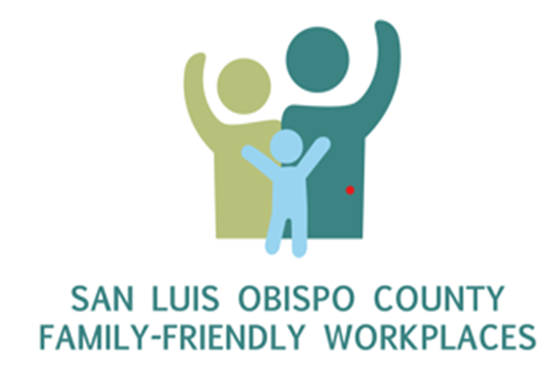 SAN LUIS OBISPO COUNTY
FAMILY-FRIENDLY WORKPLACES